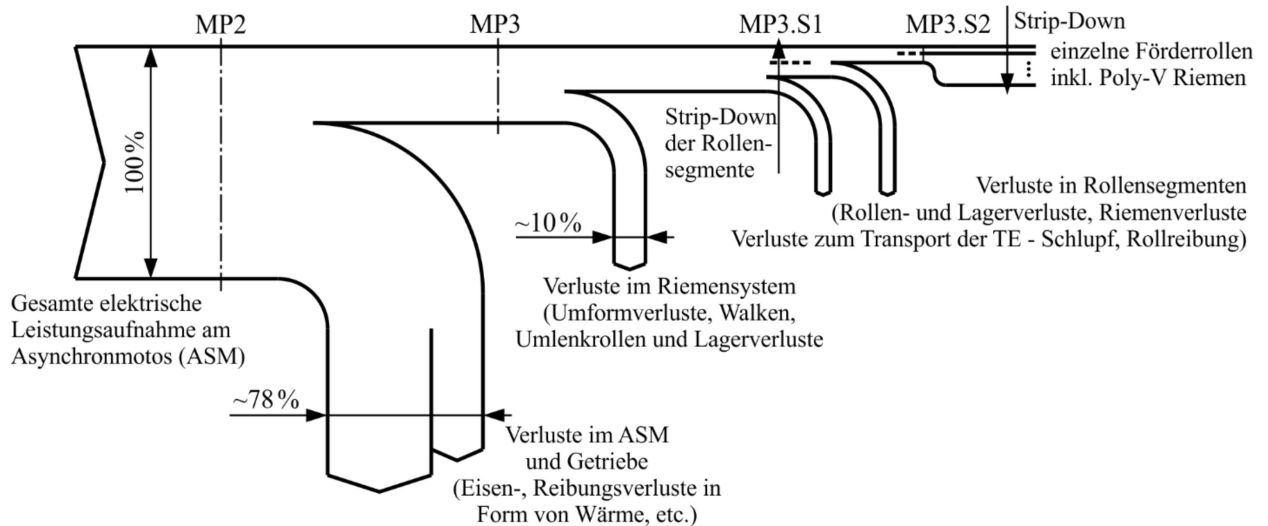 MP2
MP3
MP3.S1
MP3.S2
Strip-Down
einzelne Förderrollen
inkl. Poly-V Riemen
100%
Strip-Down
der Rollen-
segmente
Verluste in Rollensegmenten
(Rollen- und Lagerverluste, Riemenverluste
Verluste zum Transport der TE - Schlupf, Rollreibung)
~10%
Verluste im Riemensystem
(Umformverluste, Walken,
Umlenkrollen und Lagerverluste
Gesamte elektrische
Leistungsaufnahme am
Asynchronmotos (ASM)
~78%
Verluste im ASM
und Getriebe
(Eisen-, Reibungsverluste in
Form von Wärme, etc.)